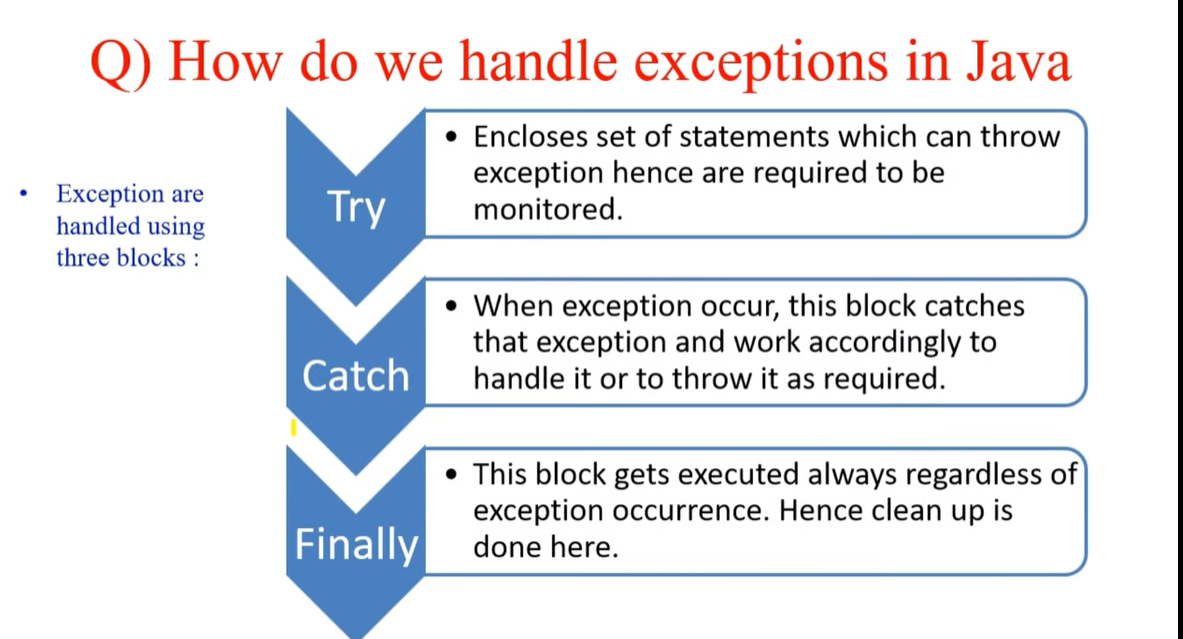 Q) How do we handle exceptions in Java
• Exception are
handled using
three blocks :
Try
• Encloses set of statements which can throw
exception hence are required to be
monitored.
Catch
• When exception occur, this block catches
that exception and work accordingly to
handle it or to throw it as required.
Finally
• This block gets executed always regardless of
exception occurrence. Hence clean up is
done here.